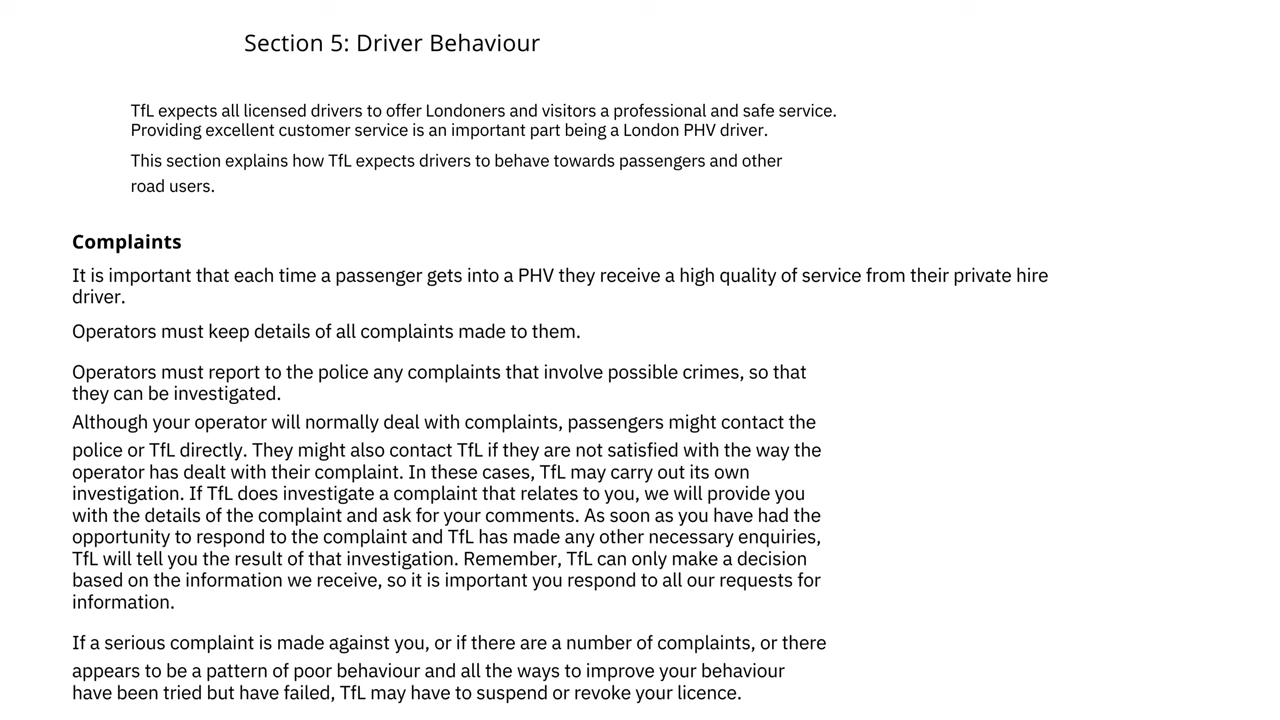 Section 5: Driver Behaviour
TfL expects all licensed drivers to offer Londoners and visitors a professional and safe service.
Providing excellent customer service is an important part being a London PHV driver.
This section explains how TfL expects drivers to behave towards passengers and other
road users.
Complaints
It is important that each time a passenger gets into a PHV they receive a high quality of service from their private hire
driver.
Operators must keep details of all complaints made to them.
Operators must report to the police any complaints that involve possible crimes, so that
they can be investigated.
Although your operator will normally deal with complaints, passengers might contact the
police or TfL directly. They might also contact TfL if they are not satisfied with the way the
operator has dealt with their complaint. In these cases, TfL may carry out its own
investigation. If TfL does investigate a complaint that relates to you, we will provide you
with the details of the complaint and ask for your comments. As soon as you have had the
opportunity to respond to the complaint and TfL has made any other necessary enquiries,
TfL will tell you the result of that investigation. Remember, TfL can only make a decision
based on the information we receive, so it is important you respond to all our requests for
information.
If a serious complaint is made against you, or if there are a number of complaints, or there
appears to be a pattern of poor behaviour and all the ways to improve your behaviour
have been tried but have failed, TfL may have to suspend or revoke your licence.